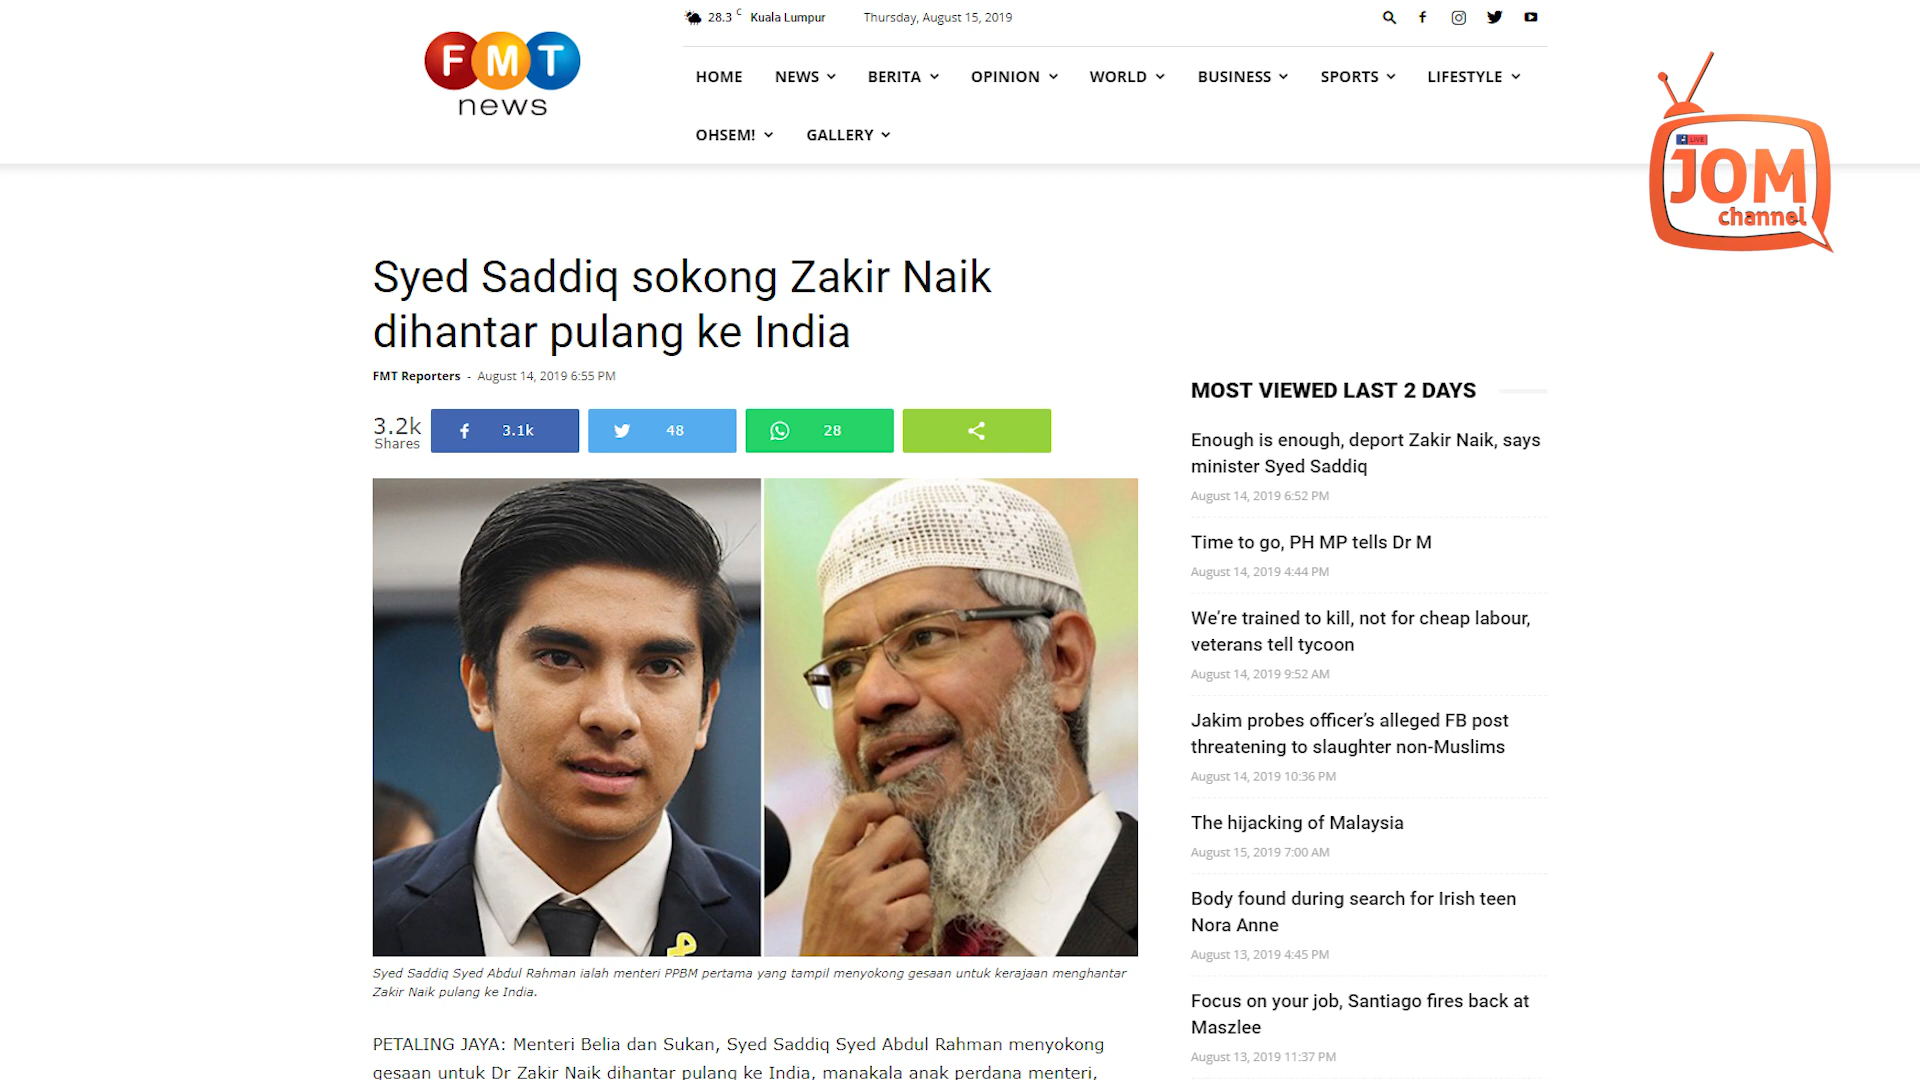 28.3 C Kuala Lumpur Thursday, August 15, 2019
FMT
news
HOME NEWS BERITA OPINION WORLD BUSINESS SPORTS LIFESTYLE
OHSEM! GALLERY
LIVE
JOM
channel
Syed Saddiq sokong Zakir Naik
dihantar pulang ke India
FMT Reporters - August 14, 2019 6:55 PM
3.2k
Shares
3.1k 48 28
Syed Saddiq Syed Abdul Rahman ialah menteri PPBM pertama yang tampil menyokong gesaan untuk kerajaan menghantar
Zakir Naik pulang ke India.
PETALING JAYA: Menteri Belia dan Sukan, Syed Saddiq Syed Abdul Rahman menyokong
gesaan untuk Dr Zakir Naik dihantar pulang ke India, manakala anak perdana menteri,
MOST VIEWED LAST 2 DAYS
Enough is enough, deport Zakir Naik, says
minister Syed Saddiq
August 14, 2019 6:52 PM
Time to go, PH MP tells Dr M
August 14, 2019 4:44 PM
We’re trained to kill, not for cheap labour,
veterans tell tycoon
August 14, 2019 9:52 AM
Jakim probes officer’s alleged FB post
threatening to slaughter non-Muslims
August 14, 2019 10:36 PM
The hijacking of Malaysia
August 15, 2019 7:00 AM
Body found during search for Irish teen
Nora Anne
August 13, 2019 4:45 PM
Focus on your job, Santiago fires back at
Maszlee
August 13, 2019 11:37 PM